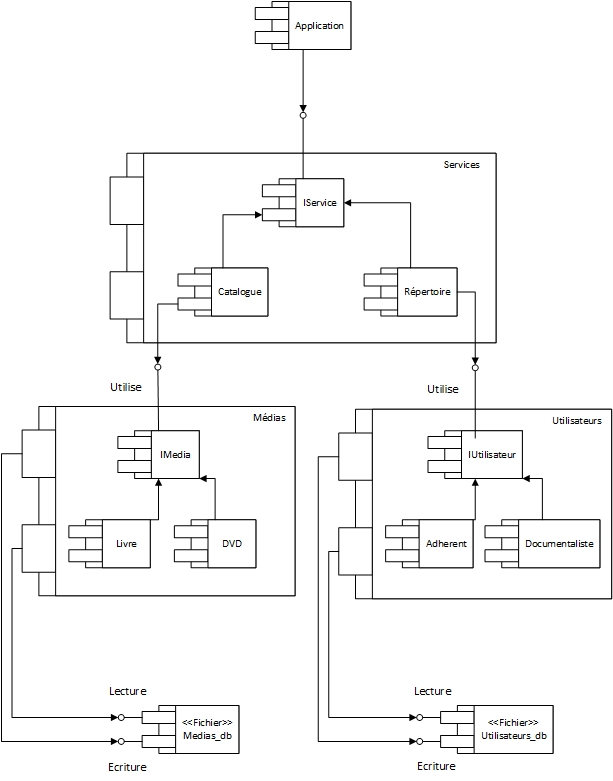 Application
Services
IService
Catalogue
Répertoire
Utilise
Utilise
Médias
Utilisateurs
IMedia
IUtilisateur
Livre
DVD
Adherent
Documentaliste
Lecture
Lecture
<<Fichier>>
Medias_db
<<Fichier>>
Utilisateurs_db
Ecriture
Ecriture